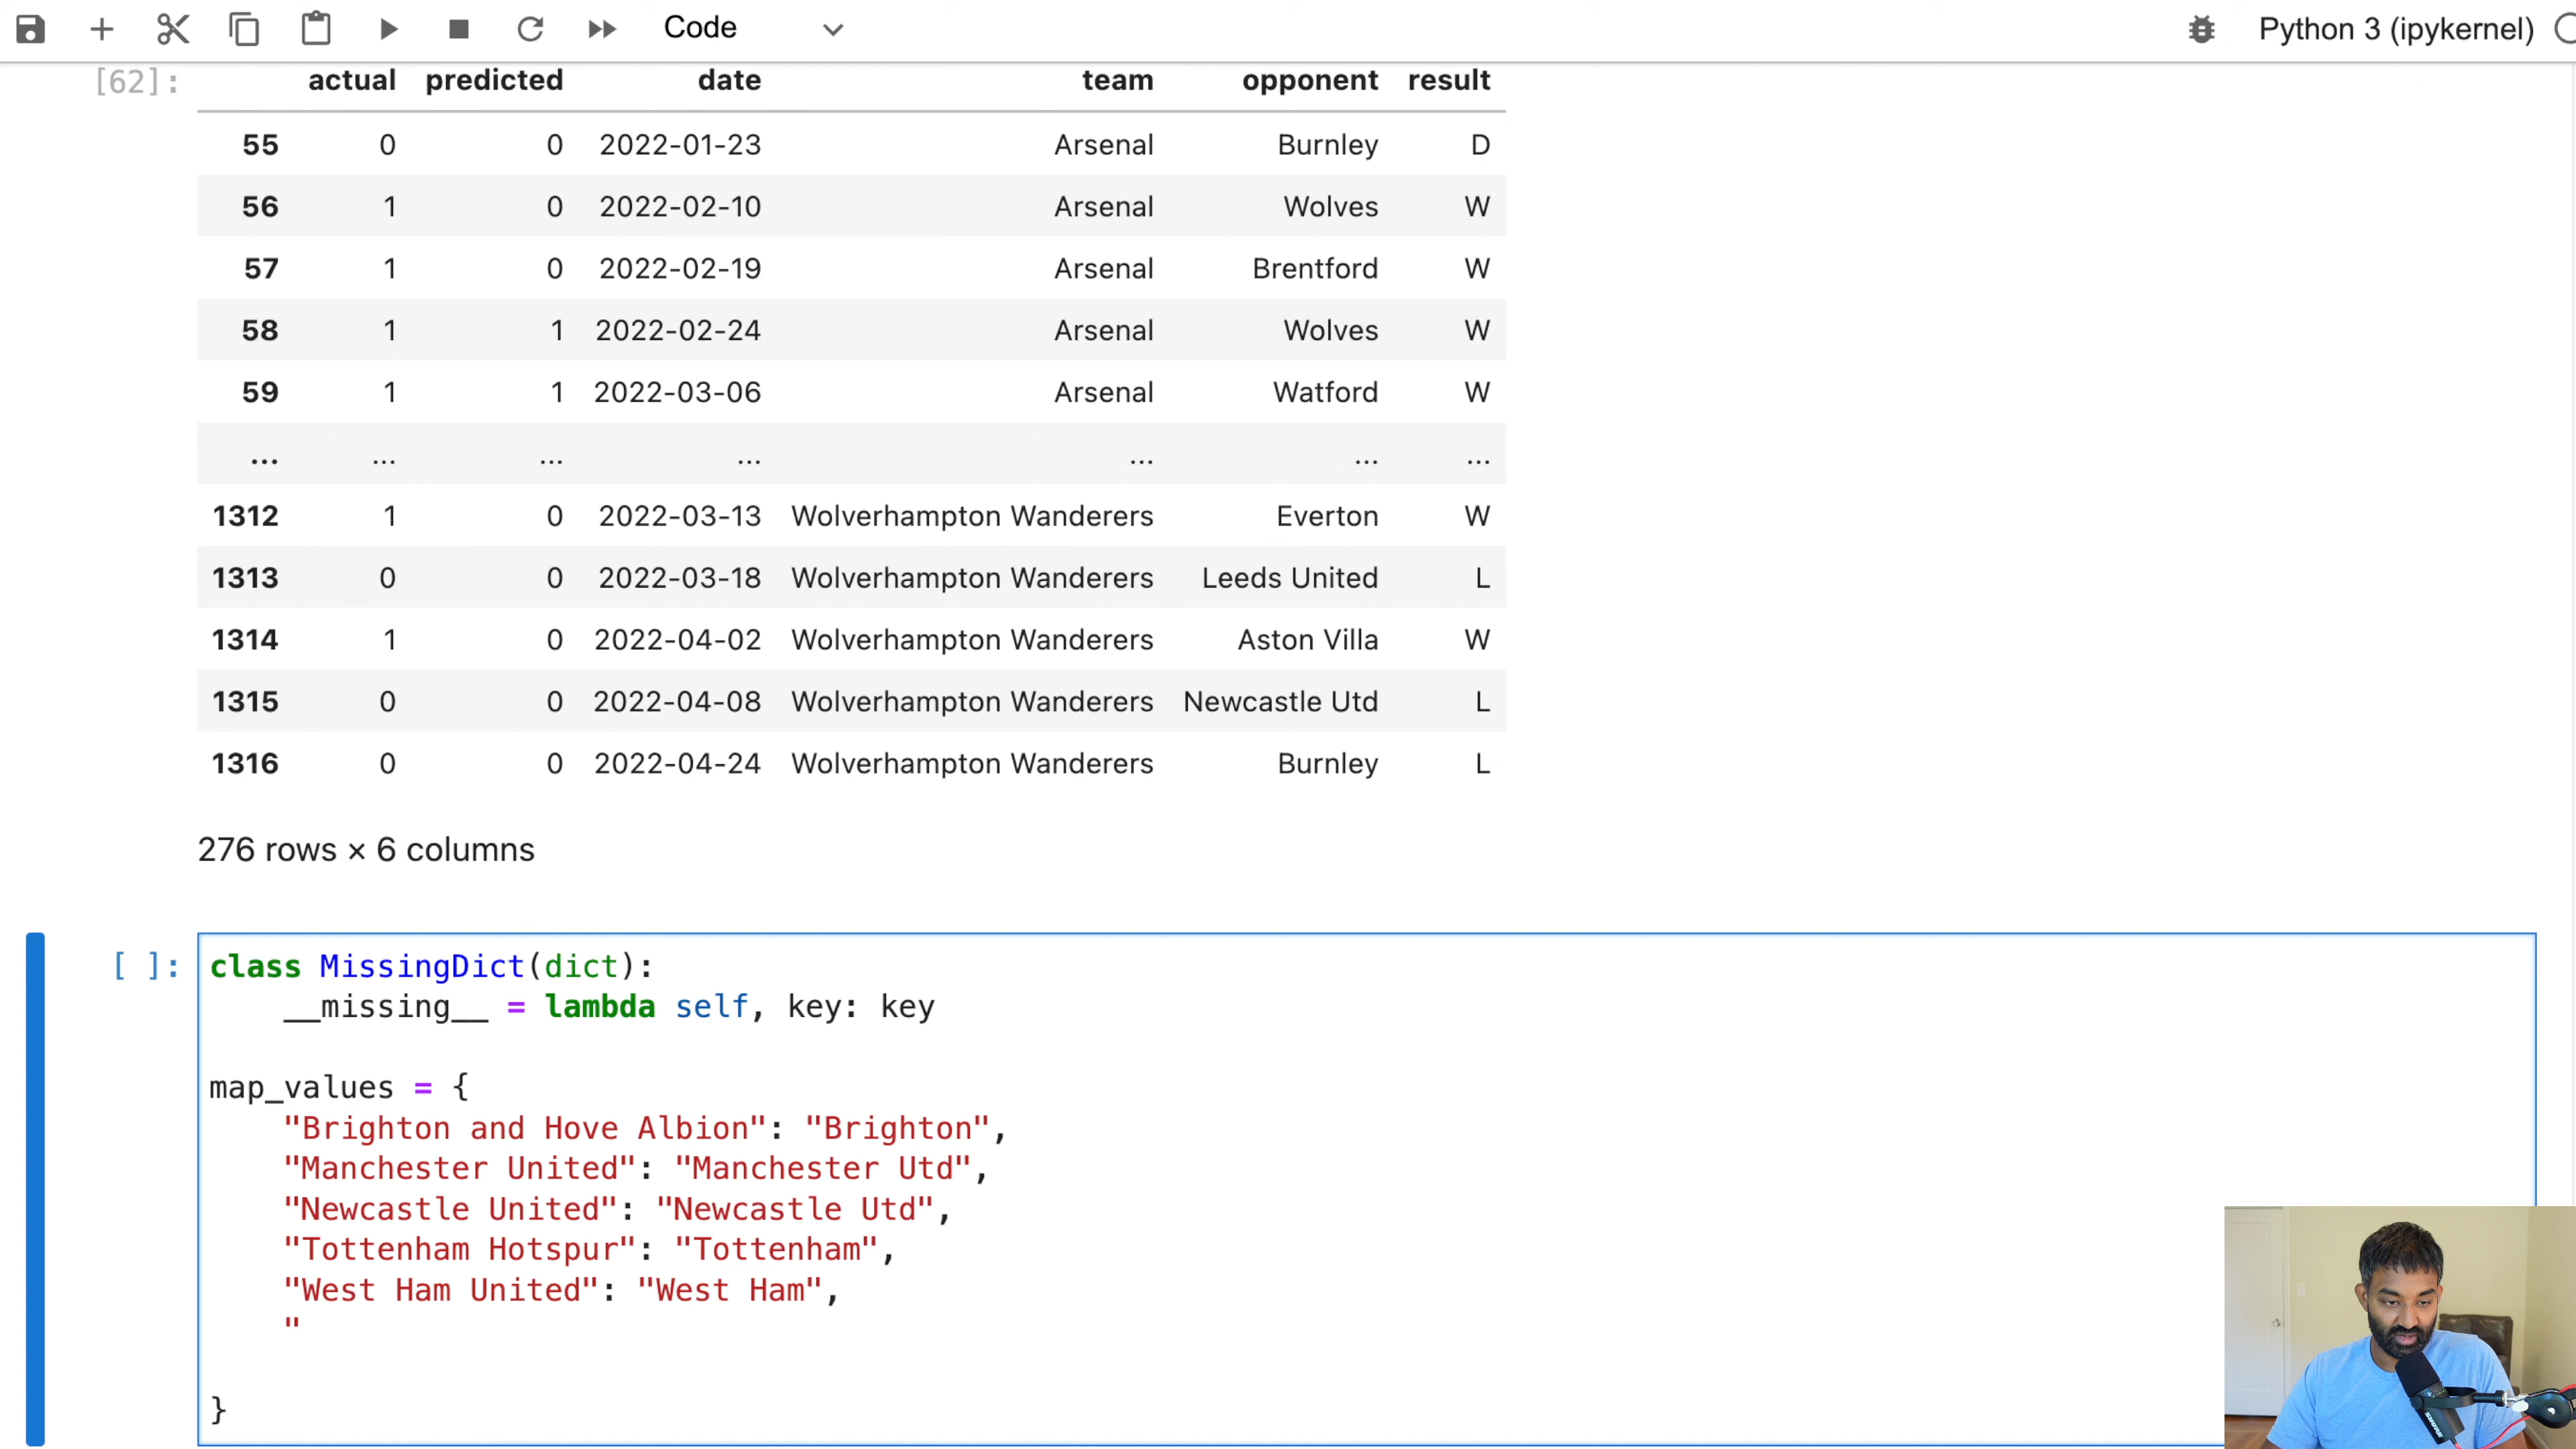 Code
Python 3 (ipykernel)
[62]: actual predicted date team opponent result
55 0 0 2022-01-23 Arsenal Burnley D
56 1 0 2022-02-10 Arsenal Wolves W
57 1 0 2022-02-19 Arsenal Brentford W
58 1 1 2022-02-24 Arsenal Wolves W
59 1 1 2022-03-06 Arsenal Watford W
... ... ... ... ... ... ...
1312 1 0 2022-03-13 Wolverhampton Wanderers Everton W
1313 0 0 2022-03-18 Wolverhampton Wanderers Leeds United L
1314 1 0 2022-04-02 Wolverhampton Wanderers Aston Villa W
1315 0 0 2022-04-08 Wolverhampton Wanderers Newcastle Utd L
1316 0 0 2022-04-24 Wolverhampton Wanderers Burnley L
276 rows × 6 columns
[ ]: class MissingDict(dict):
    __missing__ = lambda self, key: key
map_values = {
    "Brighton and Hove Albion": "Brighton",
    "Manchester United": "Manchester Utd",
    "Newcastle United": "Newcastle Utd",
    "Tottenham Hotspur": "Tottenham",
    "West Ham United": "West Ham",
    "
}